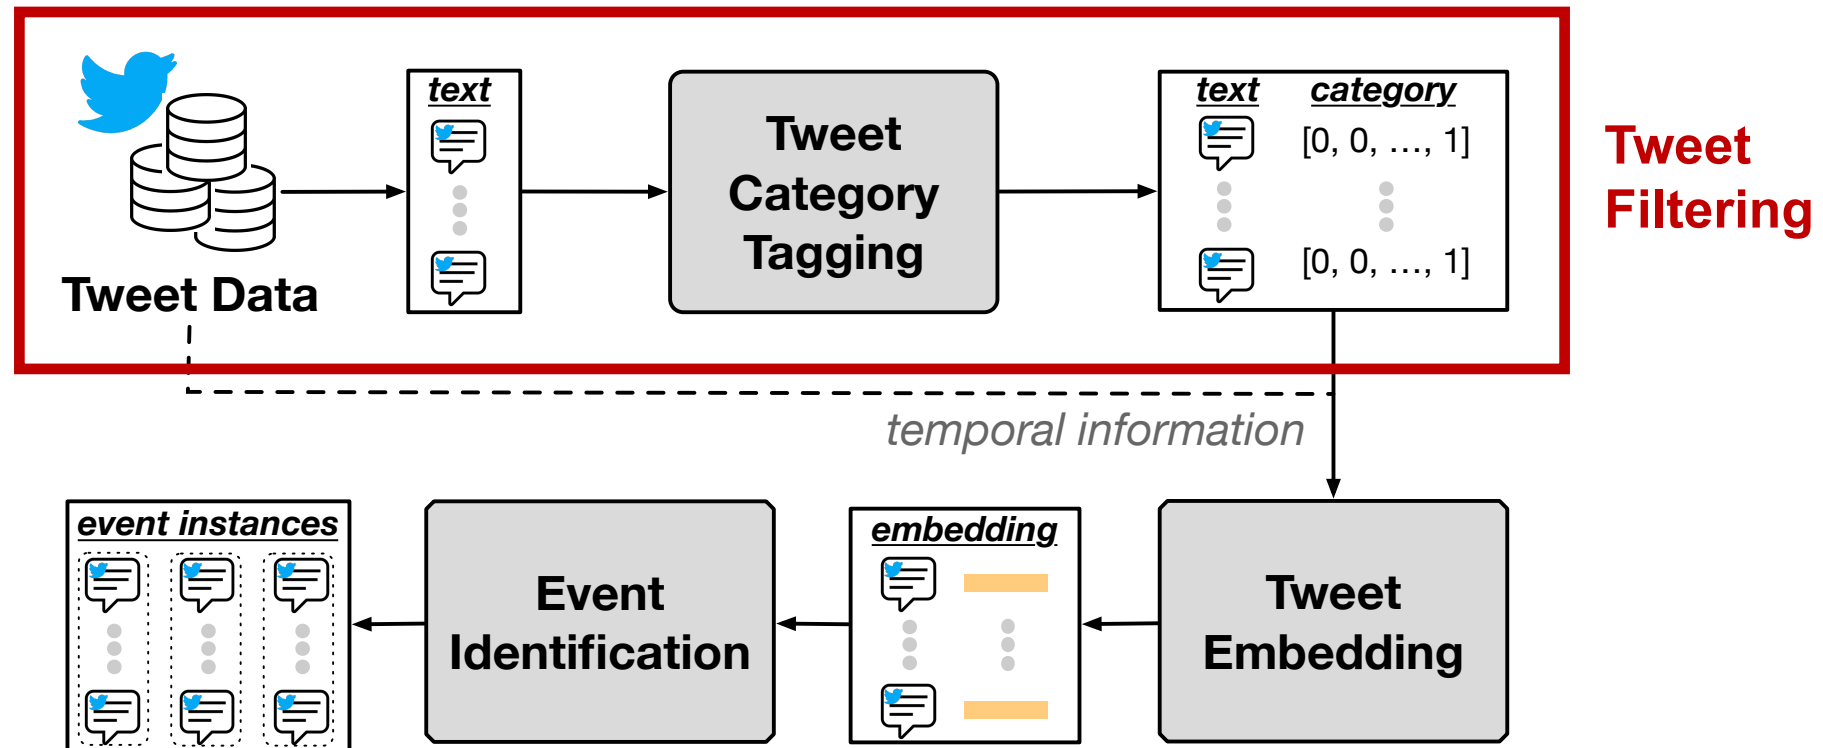 text
Tweet
Category
Tagging
text category
[0, 0, ..., 1]
[0, 0, ..., 1]
Tweet Data
Tweet
Filtering
temporal information
event instances
Event
Identification
embedding
Tweet
Embedding